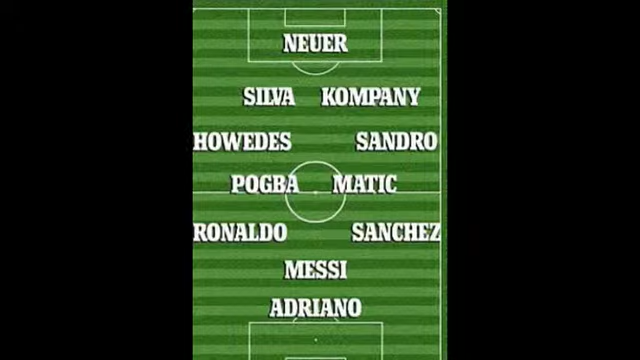 NEUER
SILVA KOMPANY
HOWEDES SANDRO
POGBA MATIC
RONALDO SANCHEZ
MESSI
ADRIANO